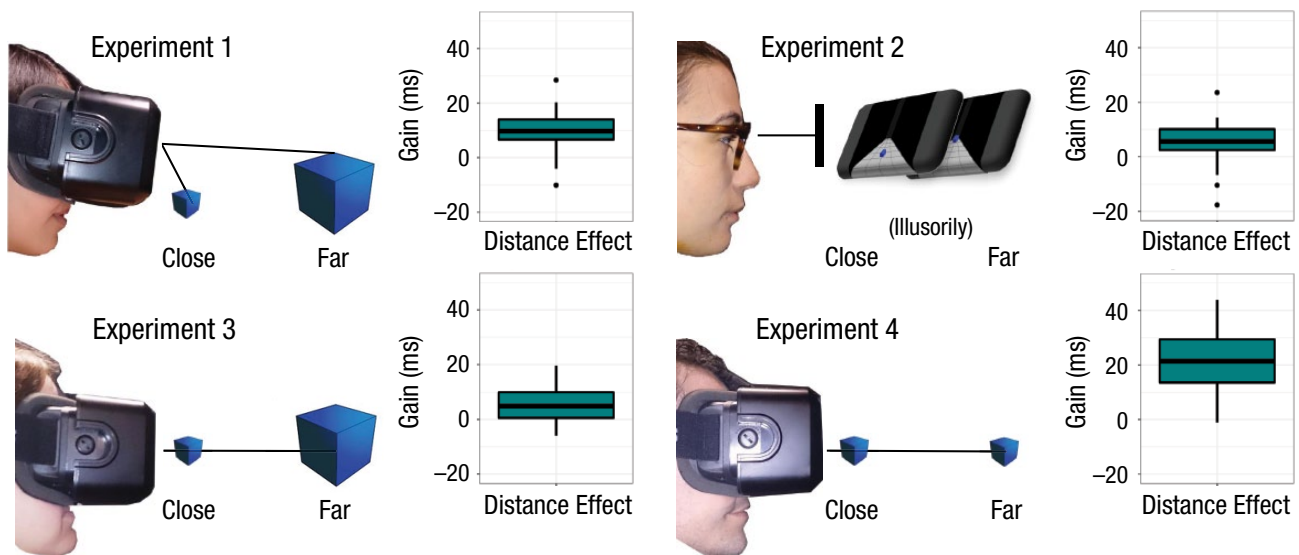 Experiment 1
Close
Far
Gain (ms)
40
20
0
–20
Distance Effect
Experiment 2
(Illusorily)
Close
Far
Gain (ms)
40
20
0
–20
Distance Effect
Experiment 3
Close
Far
Gain (ms)
40
20
0
–20
Distance Effect
Experiment 4
Close
Far
Gain (ms)
40
20
0
–20
Distance Effect